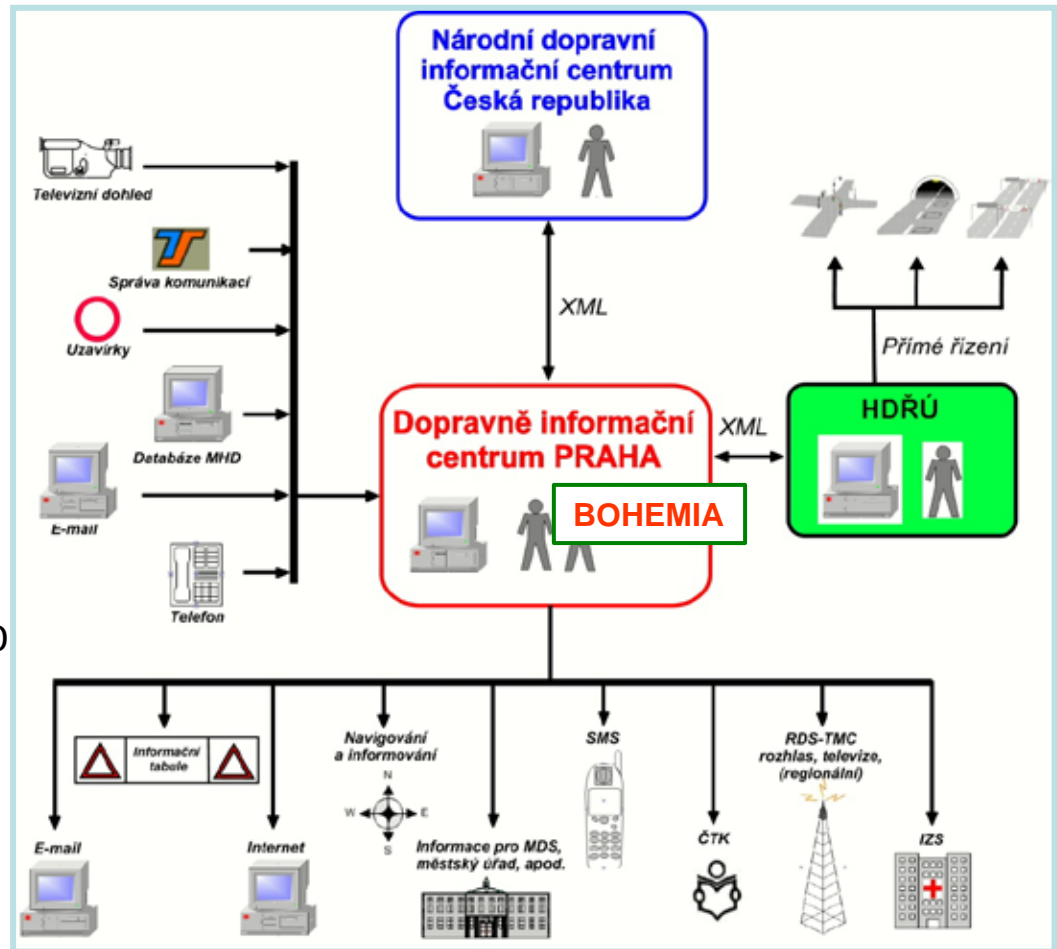 Národní dopravní
informační centrum
Česká republika
Televizní dohled
Správa komunikací
Uzavírky
Databáze MHD
E-mail
Telefon
XML
Přímé řízení
Dopravně informační
centrum PRAHA
BOHEMIA
XML
HDŘÚ
Informační
tabule
Navigování
a informování
N
W
E
S
SMS
RDS-TMC
rozhlas, televize,
(regionální)
E-mail
Internet
Informace pro MDS,
městský úřad, apod.
ČTK
IZS